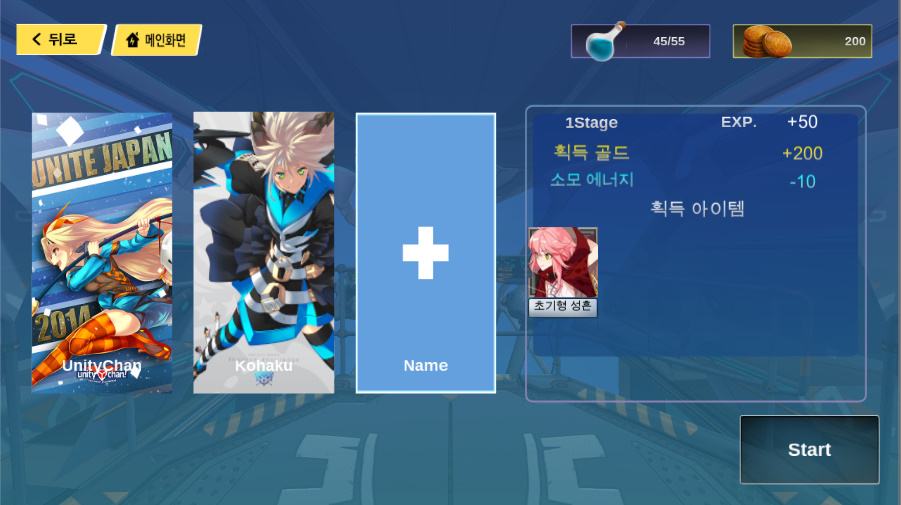 뒤로
메인화면
45/55
200
UNITE JAPAN
2014
UnityChan
unity-chan!
Kohaku
Name
1Stage EXP. +50
획득 골드 +200
소모 에너지 -10
획득 아이템
초기형 성흔
Start